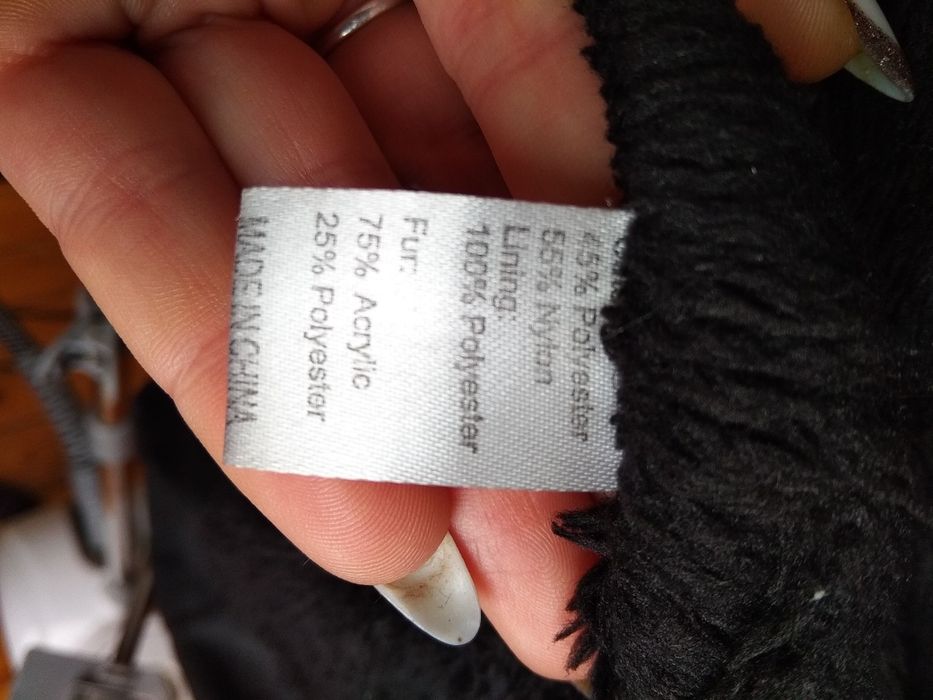 45% Polyester
55% Nylon
Lining:
100% Polyester
Fur:
75% Acrylic
25% Polyester
MADE IN CHINA